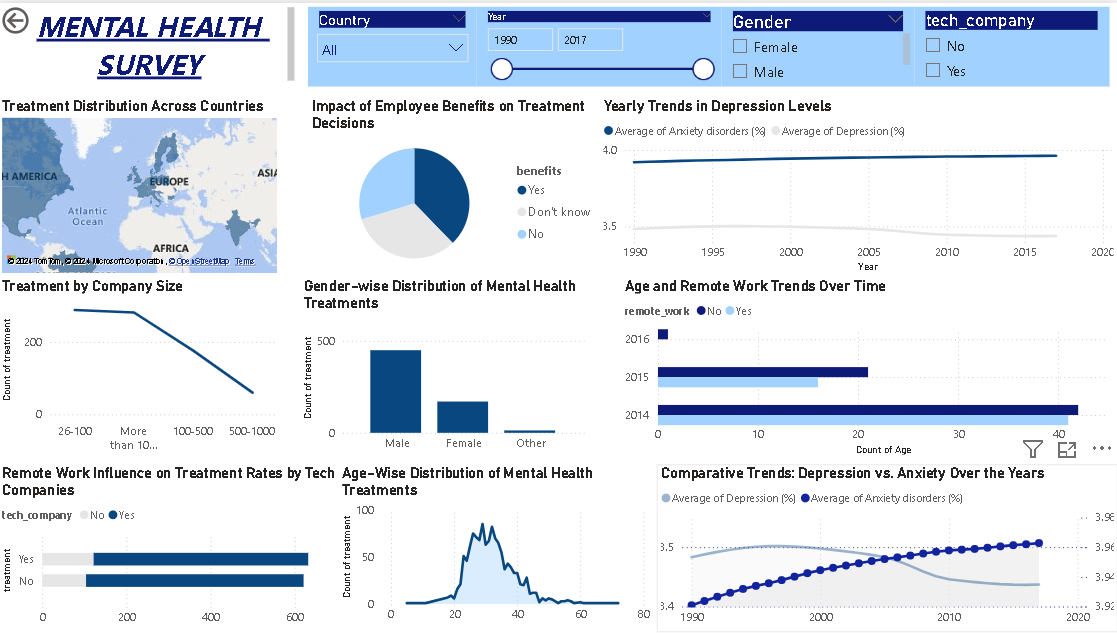 MENTAL HEALTH
SURVEY
Country
All
Year
1990
2017
Gender
Female
Male
tech_company
No
Yes
Treatment Distribution Across Countries
H AMERICA
EUROPE
ASIA
Atlantic
Ocean
AFRICA
© 2024 TomTom, © 2024 Microsoft Corporation, © OpenStreetMap Terms
Impact of Employee Benefits on Treatment
Decisions
benefits
Yes
Don't know
No
Yearly Trends in Depression Levels
Average of Anxiety disorders (%) Average of Depression (%)
4.0
3.5
1990 1995 2000 2005 2010 2015 2020
Year
Treatment by Company Size
Count of treatment
200
0
26-100 More than 10... 100-500 500-1000
Gender-wise Distribution of Mental Health
Treatments
Count of treatment
500
0
Male Female Other
Age and Remote Work Trends Over Time
remote_work No Yes
2016
2015
2014
0 10 20 30 40
Count of Age
Remote Work Influence on Treatment Rates by Tech
Companies
tech_company No Yes
treatment
Yes
No
0 200 400 600
Age-Wise Distribution of Mental Health
Treatments
Count of treatment
100
50
0
0 20 40 60 80
Comparative Trends: Depression vs. Anxiety Over the Years
Average of Depression (%) Average of Anxiety disorders (%)
3.5
3.4
3.96
3.94
3.92
1990 2000 2010 2020